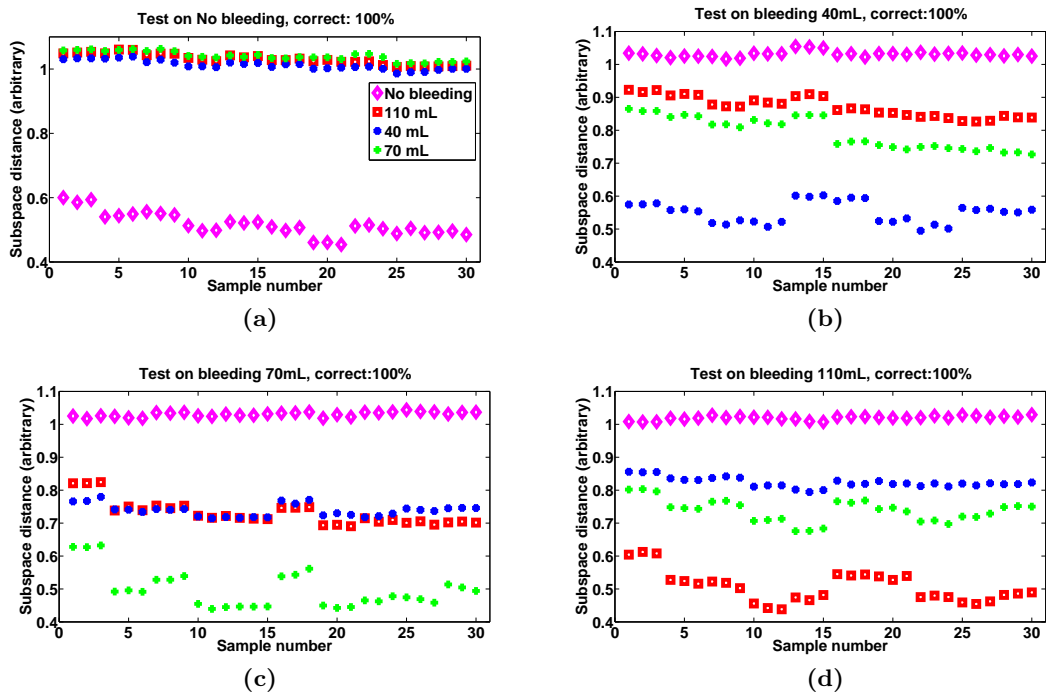 Test on No bleeding, correct: 100%
Subspace distance (arbitrary)
1
0.8
0.6
0.4
No bleeding
110 mL
40 mL
70 mL
0 5 10 15 20 25 30
Sample number
(a)
Test on bleeding 40mL, correct:100%
Subspace distance (arbitrary)
1.1
1
0.9
0.8
0.7
0.6
0.5
0.4
0 5 10 15 20 25 30
Sample number
(b)
Test on bleeding 70mL, correct:100%
Subspace distance (arbitrary)
1.1
1
0.9
0.8
0.7
0.6
0.5
0.4
0 5 10 15 20 25 30
Sample number
(c)
Test on bleeding 110mL, correct:100%
Subspace distance (arbitrary)
1.1
1
0.9
0.8
0.7
0.6
0.5
0.4
0 5 10 15 20 25 30
Sample number
(d)